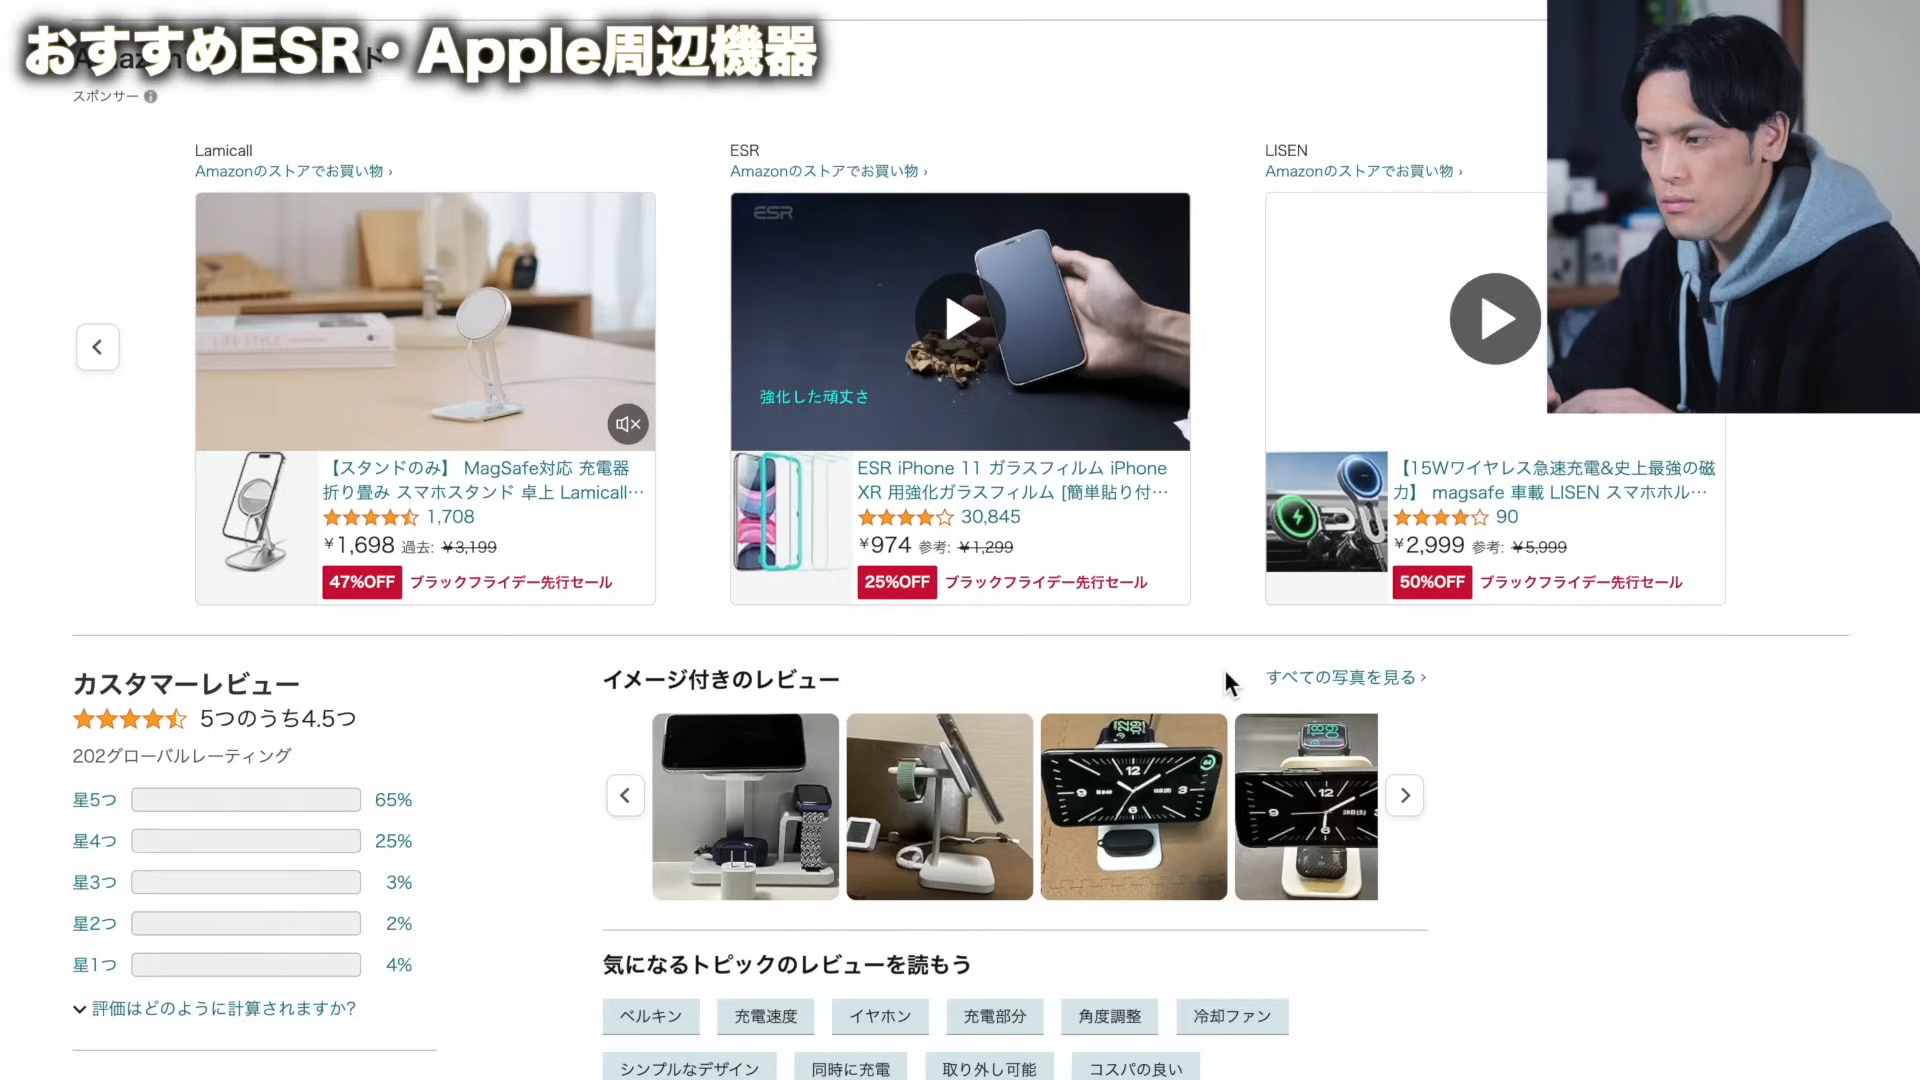 おすすめESR・Apple周辺機器
スポンサー
Lamicall
Amazonのストアでお買い物 ›
ESR
Amazonのストアでお買い物 ›
LISEN
Amazonのストアでお買い物 ›
ESR
強化した頑丈さ
【スタンドのみ】 MagSafe対応 充電器
折り畳み スマホスタンド 卓上 Lamicall…
1,708
¥1,698 過去: ¥3,199
47%OFF ブラックフライデー先行セール
ESR iPhone 11 ガラスフィルム iPhone
XR 用強化ガラスフィルム [簡単貼り付…
30,845
¥974 参考: ¥1,299
25%OFF ブラックフライデー先行セール
【15Wワイヤレス急速充電&史上最強の磁
力】 magsafe 車載 LISEN スマホホル…
90
¥2,999 参考: ¥5,999
50%OFF ブラックフライデー先行セール
カスタマーレビュー
5つのうち4.5つ
202グローバルレーティング
星5つ 65%
星4つ 25%
星3つ 3%
星2つ 2%
星1つ 4%
評価はどのように計算されますか?
イメージ付きのレビュー
すべての写真を見る ›
気になるトピックのレビューを読もう
ベルキン 充電速度 イヤホン 充電部分 角度調整 冷却ファン
シンプルなデザイン 同時に充電 取り外し可能 コスパの良い